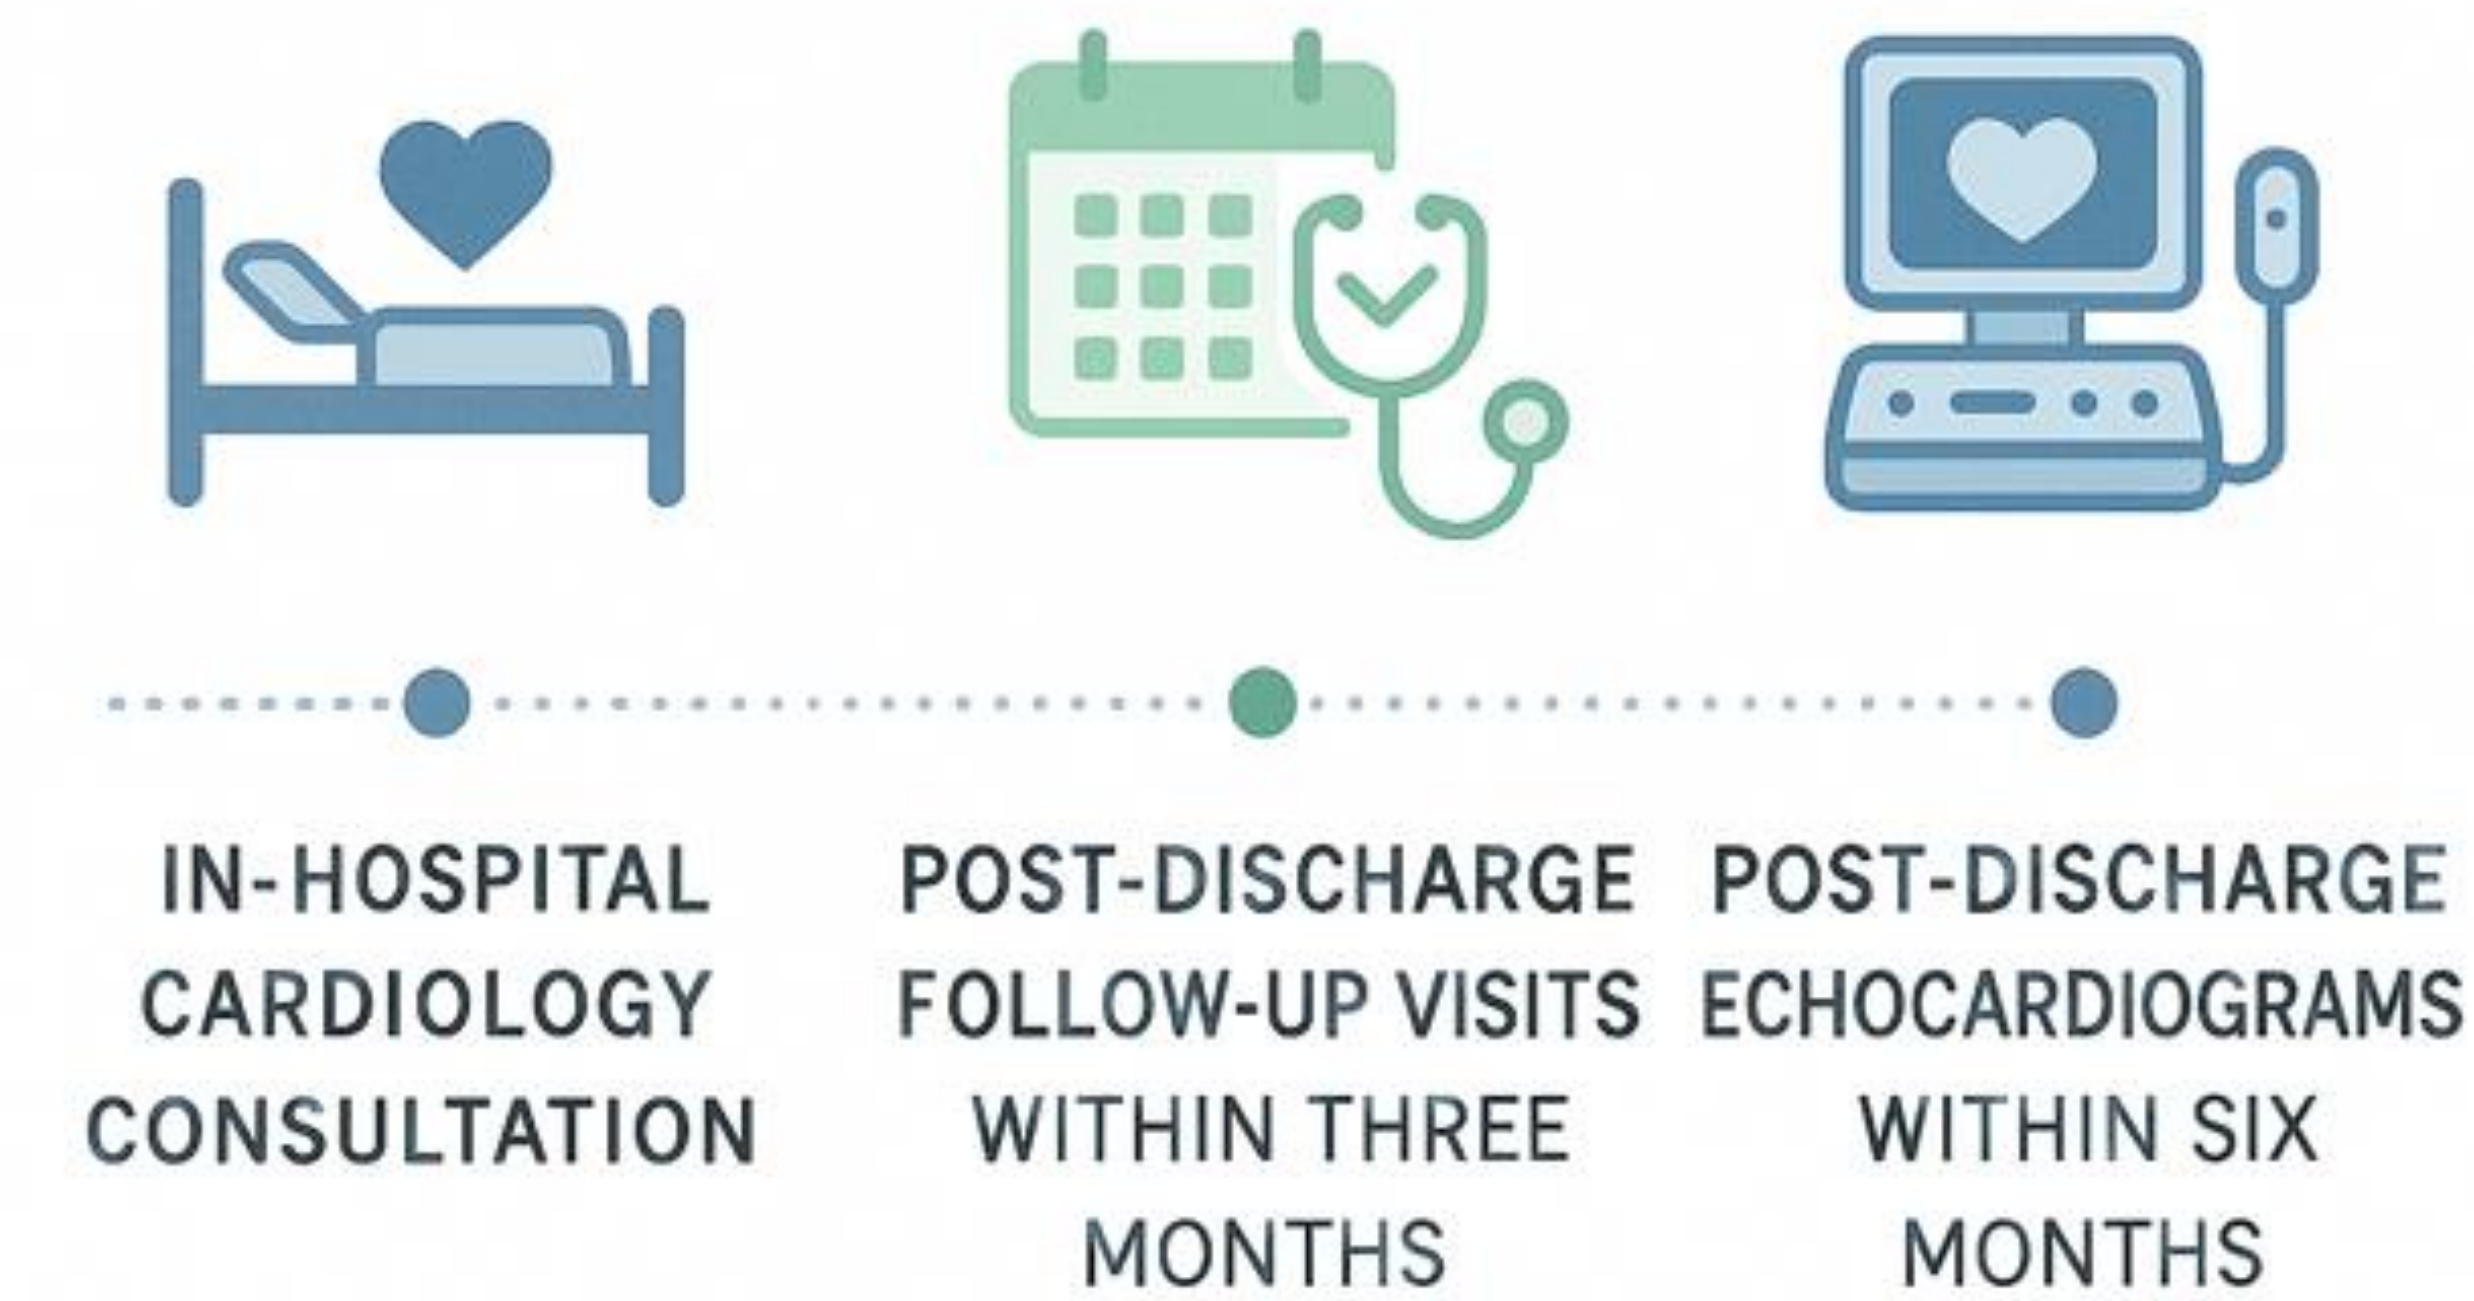 IN-HOSPITAL
CARDIOLOGY
CONSULTATION
POST-DISCHARGE
FOLLOW-UP VISITS
WITHIN THREE
MONTHS
POST-DISCHARGE
ECHOCARDIOGRAMS
WITHIN SIX
MONTHS